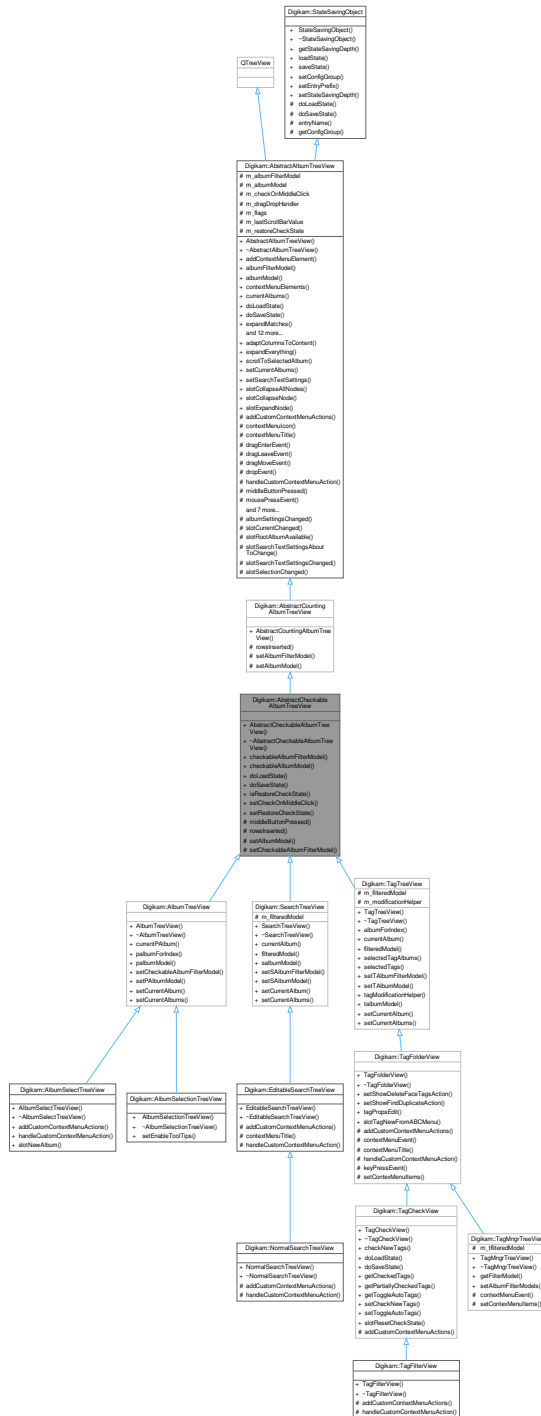 Digikam::StateSavingObject
+ StateSavingObject()
+ ~StateSavingObject()
+ getStateSavingDepth()
+ loadState()
+ saveState()
+ setConfigGroup()
+ setEntryPrefix()
+ setStateSavingDepth()
# doLoadState()
# doSaveState()
# entryName()
# getConfigGroup()
QTreeView
Digikam::AbstractAlbumTreeView
# m_albumFilterModel
# m_albumModel
# m_checkOnMiddleClick
# m_dragDropHandler
# m_flags
# m_lastScrollBarValue
# m_restoreCheckState
+ AbstractAlbumTreeView()
+ ~AbstractAlbumTreeView()
+ addContextMenuElement()
+ albumFilterModel()
+ albumModel()
+ contextMenuElements()
+ currentAlbums()
+ doLoadState()
+ doSaveState()
+ expandMatches()
and 12 more...
+ adaptColumnsToContent()
+ expandEverything()
+ scrollToSelectedAlbum()
+ setCurrentAlbums()
+ setSearchTextSettings()
+ slotCollapseAllNodes()
+ slotCollapseNode()
+ slotExpandNode()
# addCustomContextMenuActions()
# contextMenuIcon()
# contextMenuTitle()
# dragEnterEvent()
# dragLeaveEvent()
# dragMoveEvent()
# dropEvent()
# handleCustomContextMenuAction()
# middleButtonPressed()
# mousePressEvent()
and 7 more...
# albumSettingsChanged()
# slotCurrentChanged()
# slotRootAlbumAvailable()
# slotSearchTextSettingsAbout
ToChange()
# slotSearchTextSettingsChanged()
# slotSelectionChanged()
Digikam::AbstractCounting
AlbumTreeView
+ AbstractCountingAlbumTree
View()
# rowsInserted()
# setAlbumFilterModel()
# setAlbumModel()
Digikam::AbstractCheckable
AlbumTreeView
+ AbstractCheckableAlbumTree
View()
+ ~AbstractCheckableAlbumTree
View()
+ checkableAlbumFilterModel()
+ checkableAlbumModel()
+ doLoadState()
+ doSaveState()
+ isRestoreCheckState()
+ setCheckOnMiddleClick()
+ setRestoreCheckState()
# middleButtonPressed()
# rowsInserted()
# setAlbumModel()
# setCheckableAlbumFilterModel()
Digikam::AlbumTreeView
+ AlbumTreeView()
+ ~AlbumTreeView()
+ currentPAlbum()
+ palbumForIndex()
+ palbumModel()
+ setCheckableAlbumFilterModel()
+ setPAlbumModel()
+ setCurrentAlbum()
+ setCurrentAlbums()
Digikam::SearchTreeView
# m_filteredModel
+ SearchTreeView()
+ ~SearchTreeView()
+ currentAlbum()
+ filteredModel()
+ salbumModel()
+ setSAlbumFilterModel()
+ setSAlbumModel()
+ setCurrentAlbum()
+ setCurrentAlbums()
Digikam::TagTreeView
# m_filteredModel
# m_modificationHelper
+ TagTreeView()
+ ~TagTreeView()
+ albumForIndex()
+ currentAlbum()
+ filteredModel()
+ selectedTagAlbums()
+ selectedTags()
+ setTAlbumFilterModel()
+ setTAlbumModel()
+ tagModificationHelper()
+ talbumModel()
+ setCurrentAlbum()
+ setCurrentAlbums()
Digikam::AlbumSelectTreeView
+ AlbumSelectTreeView()
+ ~AlbumSelectTreeView()
+ addCustomContextMenuActions()
+ handleCustomContextMenuAction()
+ slotNewAlbum()
Digikam::AlbumSelectionTreeView
+ AlbumSelectionTreeView()
+ ~AlbumSelectionTreeView()
+ setEnableToolTips()
Digikam::EditableSearchTreeView
+ EditableSearchTreeView()
+ ~EditableSearchTreeView()
# addCustomContextMenuActions()
# contextMenuTitle()
# handleCustomContextMenuAction()
Digikam::TagFolderView
+ TagFolderView()
+ ~TagFolderView()
+ setShowDeleteFaceTagsAction()
+ setShowFindDuplicateAction()
+ tagPropsEdit()
+ slotTagNewFromABCMenu()
# addCustomContextMenuActions()
# contextMenuEvent()
# contextMenuTitle()
# handleCustomContextMenuAction()
# keyPressEvent()
# setContexMenuItems()
Digikam::NormalSearchTreeView
+ NormalSearchTreeView()
+ ~NormalSearchTreeView()
# addCustomContextMenuActions()
# handleCustomContextMenuAction()
Digikam::TagCheckView
+ TagCheckView()
+ ~TagCheckView()
+ checkNewTags()
+ doLoadState()
+ doSaveState()
+ getCheckedTags()
+ getPartiallyCheckedTags()
+ getToggleAutoTags()
+ setCheckNewTags()
+ setToggleAutoTags()
+ slotResetCheckState()
# addCustomContextMenuActions()
Digikam::TagMngrTreeView
# m_tfilteredModel
+ TagMngrTreeView()
+ ~TagMngrTreeView()
+ getFilterModel()
+ setAlbumFilterModels()
# contextMenuEvent()
# setContexMenuItems()
Digikam::TagFilterView
+ TagFilterView()
+ ~TagFilterView()
# addCustomContextMenuActions()
# handleCustomContextMenuAction()